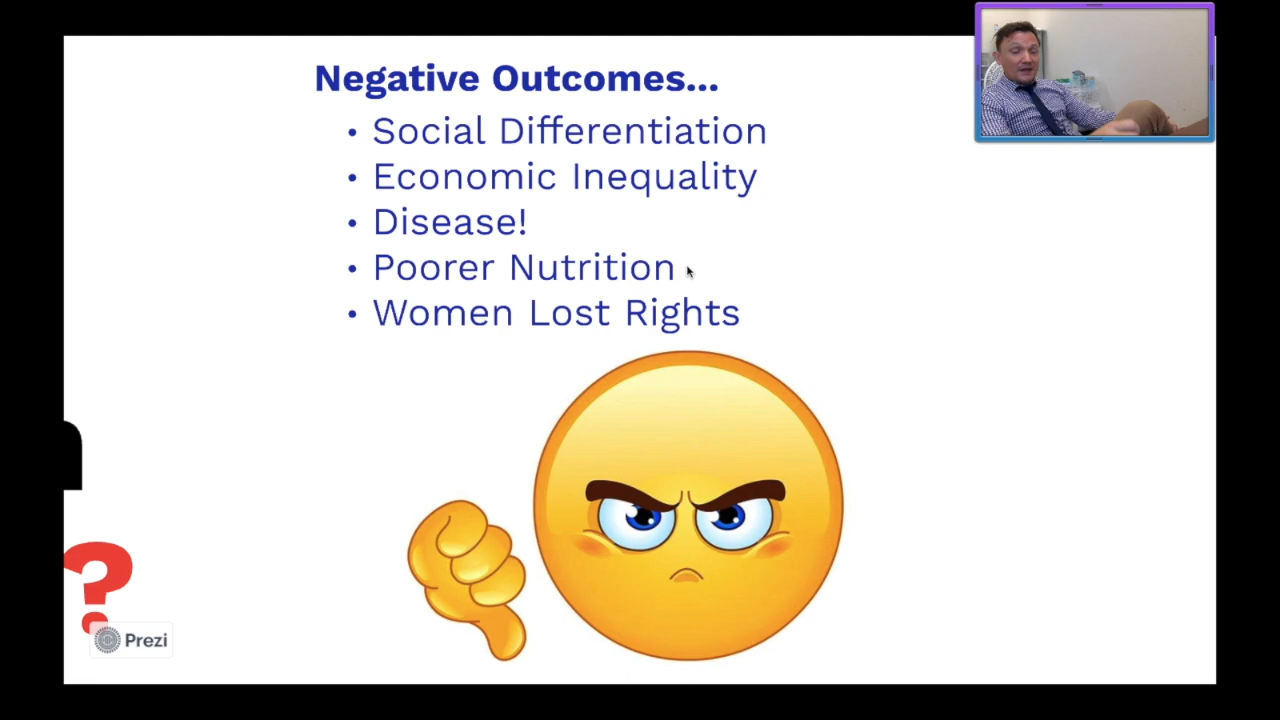 Negative Outcomes...
• Social Differentiation
• Economic Inequality
• Disease!
• Poorer Nutrition
• Women Lost Rights
?
Prezi